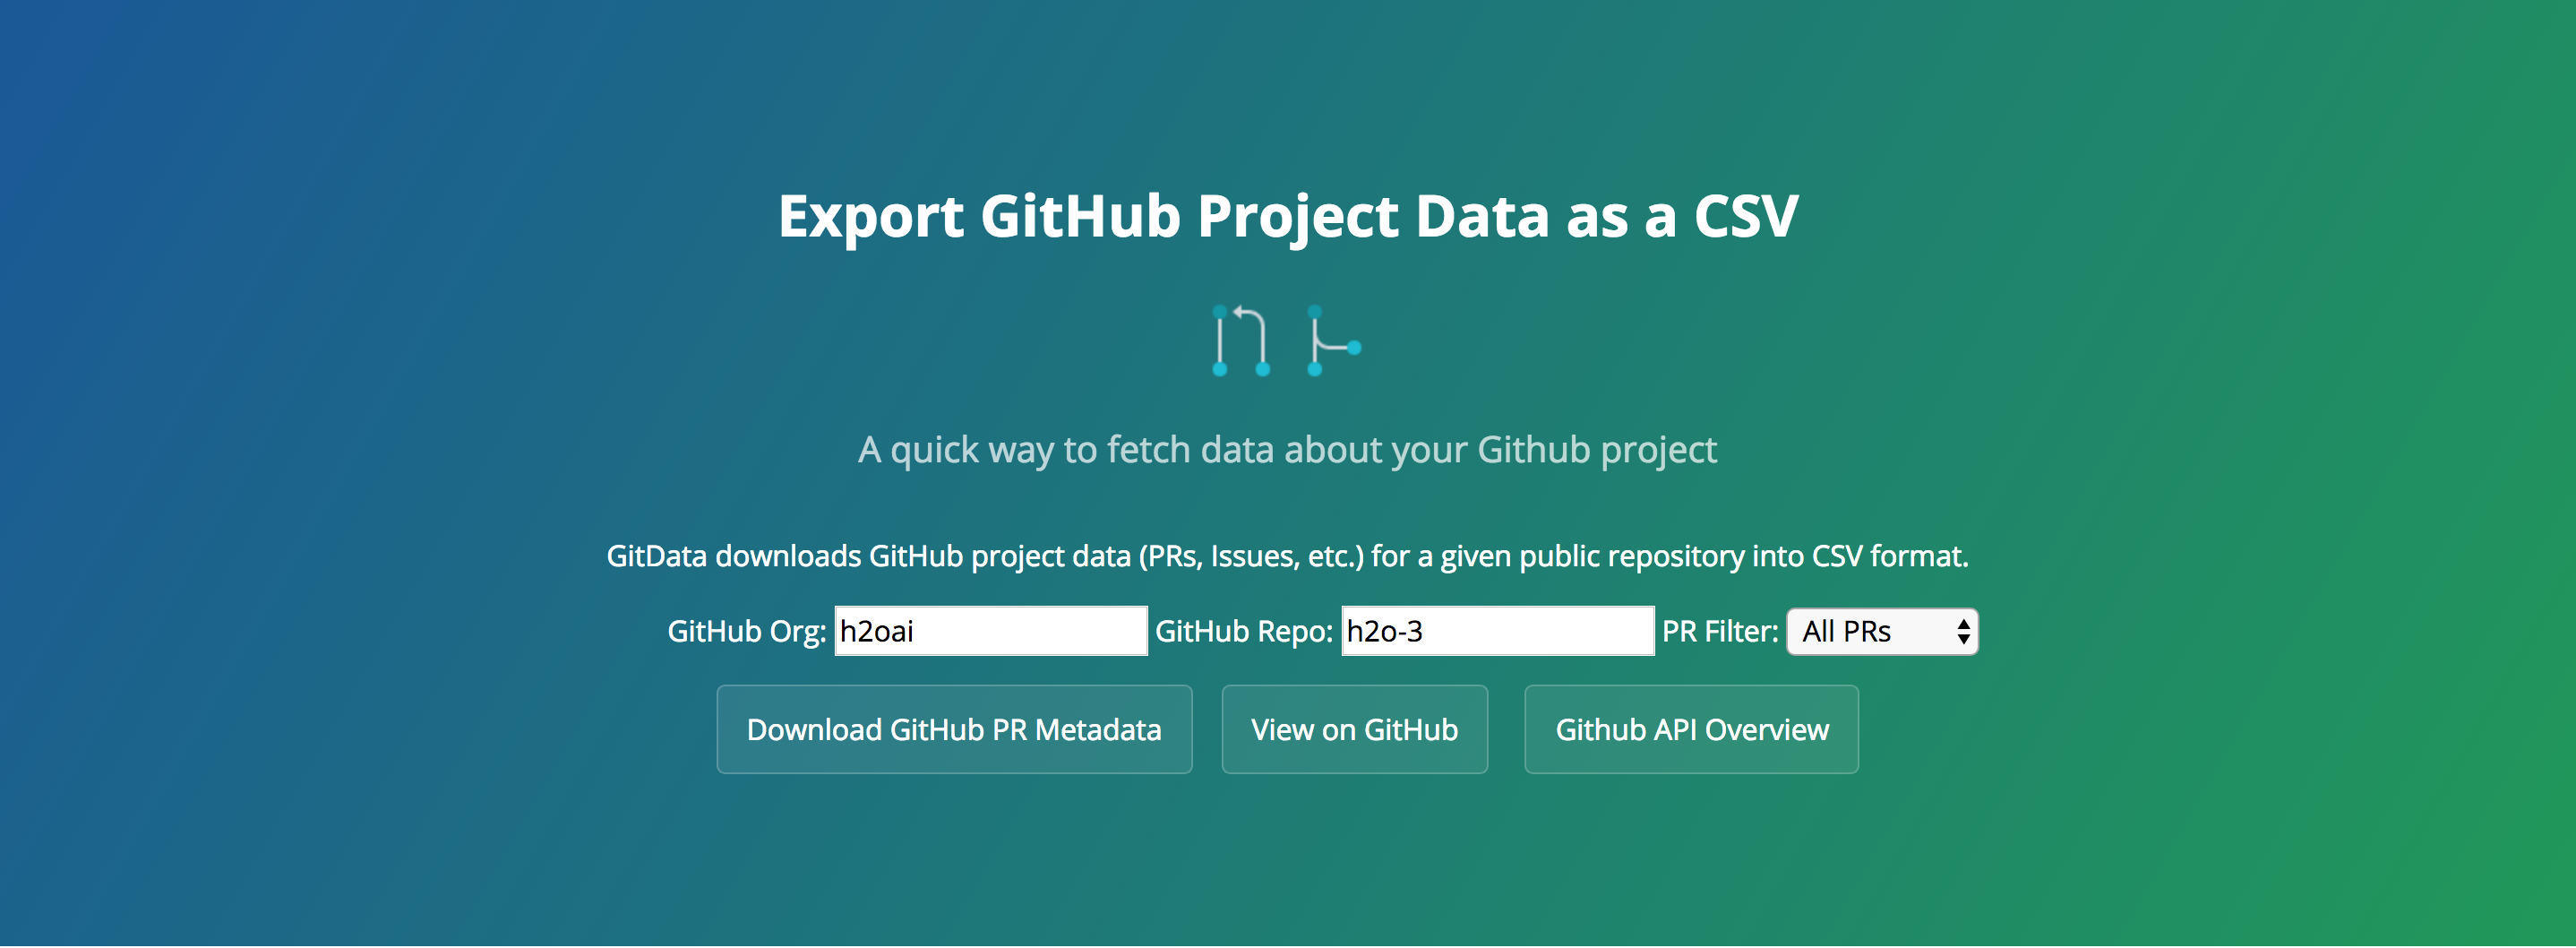 Export GitHub Project Data as a CSV
A quick way to fetch data about your Github project
GitData downloads GitHub project data (PRs, Issues, etc.) for a given public repository into CSV format.
GitHub Org: h2oai GitHub Repo: h2o-3 PR Filter: All PRs
Download GitHub PR Metadata View on GitHub Github API Overview